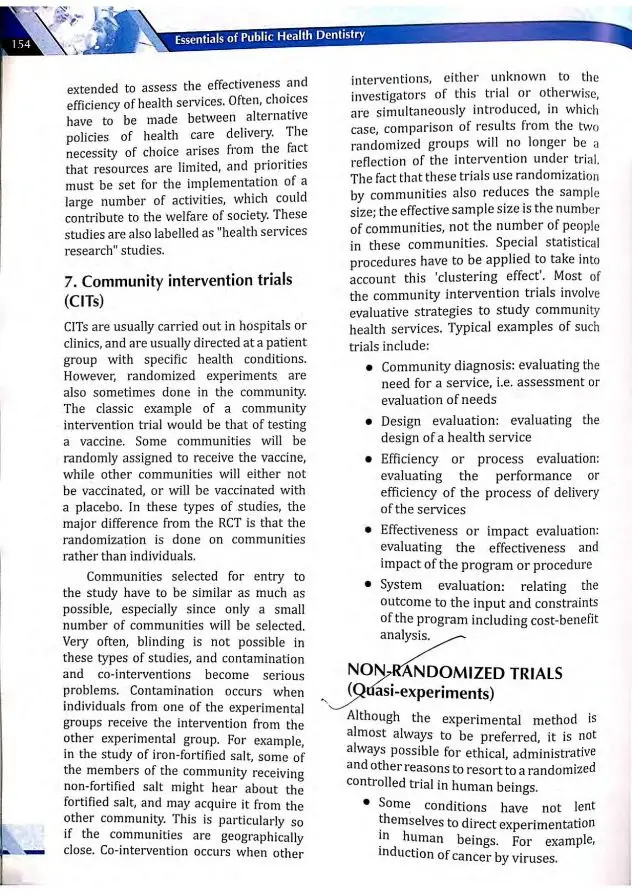 154
Essentials of Public Health Dentistry
extended to assess the effectiveness and
efficiency of health services. Often, choices
have to be made between alternative
policies of health care delivery. The
necessity of choice arises from the fact
that resources are limited, and priorities
must be set for the implementation of a
large number of activities, which could
contribute to the welfare of society. These
studies are also labelled as "health services
research" studies.
7. Community intervention trials
(CITs)
CITs are usually carried out in hospitals or
clinics, and are usually directed at a patient
group with specific health conditions.
However, randomized experiments are
also sometimes done in the community.
The classic example of a community
intervention trial would be that of testing
a vaccine. Some communities will be
randomly assigned to receive the vaccine,
while other communities will either not
be vaccinated, or will be vaccinated with
a placebo. In these types of studies, the
major difference from the RCT is that the
randomization is done on communities
rather than individuals.
Communities selected for entry to
the study have to be similar as much as
possible, especially since only a small
number of communities will be selected.
Very often, blinding is not possible in
these types of studies, and contamination
and co-interventions become serious
problems. Contamination occurs when
individuals from one of the experimental
groups receive the intervention from the
other experimental group. For example,
in the study of iron-fortified salt, some of
the members of the community receiving
non-fortified salt might hear about the
fortified salt, and may acquire it from the
other community. This is particularly so
if the communities are geographically
close. Co-intervention occurs when other
interventions, either unknown to the
investigators of this trial or otherwise,
are simultaneously introduced, in which
case, comparison of results from the two
randomized groups will no longer be a
reflection of the intervention under trial.
The fact that these trials use randomization
by communities also reduces the sample
size; the effective sample size is the number
of communities, not the number of people
in these communities. Special statistical
procedures have to be applied to take into
account this 'clustering effect'. Most of
the community intervention trials involve
evaluative strategies to study community
health services. Typical examples of such
trials include:
• Community diagnosis: evaluating the
need for a service, i.e. assessment or
evaluation of needs
• Design evaluation: evaluating the
design of a health service
• Efficiency or process evaluation:
evaluating the performance or
efficiency of the process of delivery
of the services
• Effectiveness or impact evaluation:
evaluating the effectiveness and
impact of the program or procedure
• System evaluation: relating the
outcome to the input and constraints
of the program including cost-benefit
analysis.
NON-RANDOMIZED TRIALS
(Quasi-experiments)
Although the experimental method is
almost always to be preferred, it is not
always possible for ethical, administrative
and other reasons to resort to a randomized
controlled trial in human beings.
• Some conditions have not lent
themselves to direct experimentation
in human beings. For example,
induction of cancer by viruses.